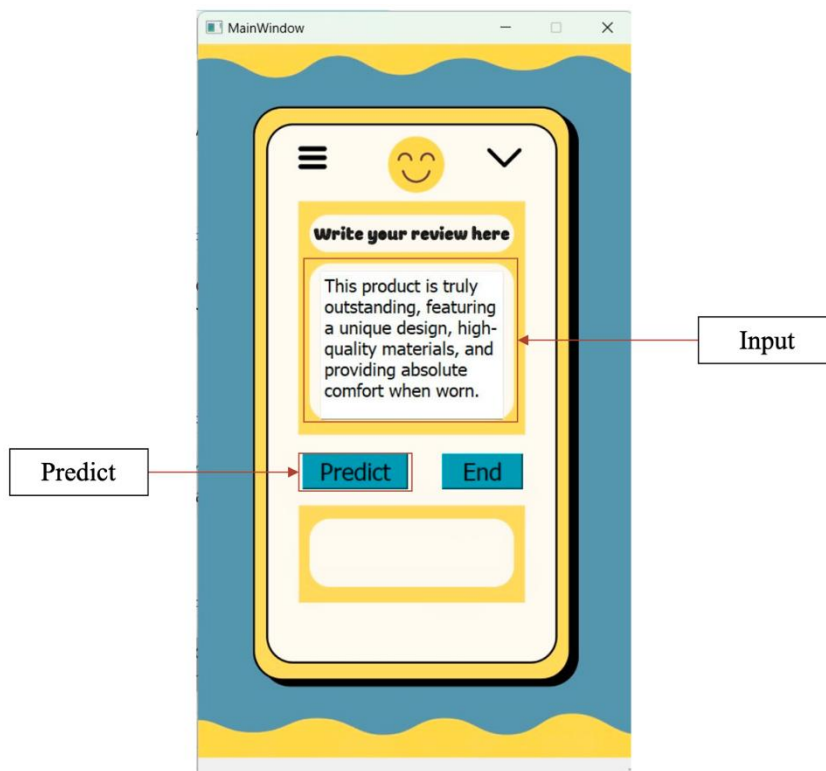 MainWindow
Write your review here
This product is truly
outstanding, featuring
a unique design, high-
quality materials, and
providing absolute
comfort when worn.
Input
Predict
Predict
End